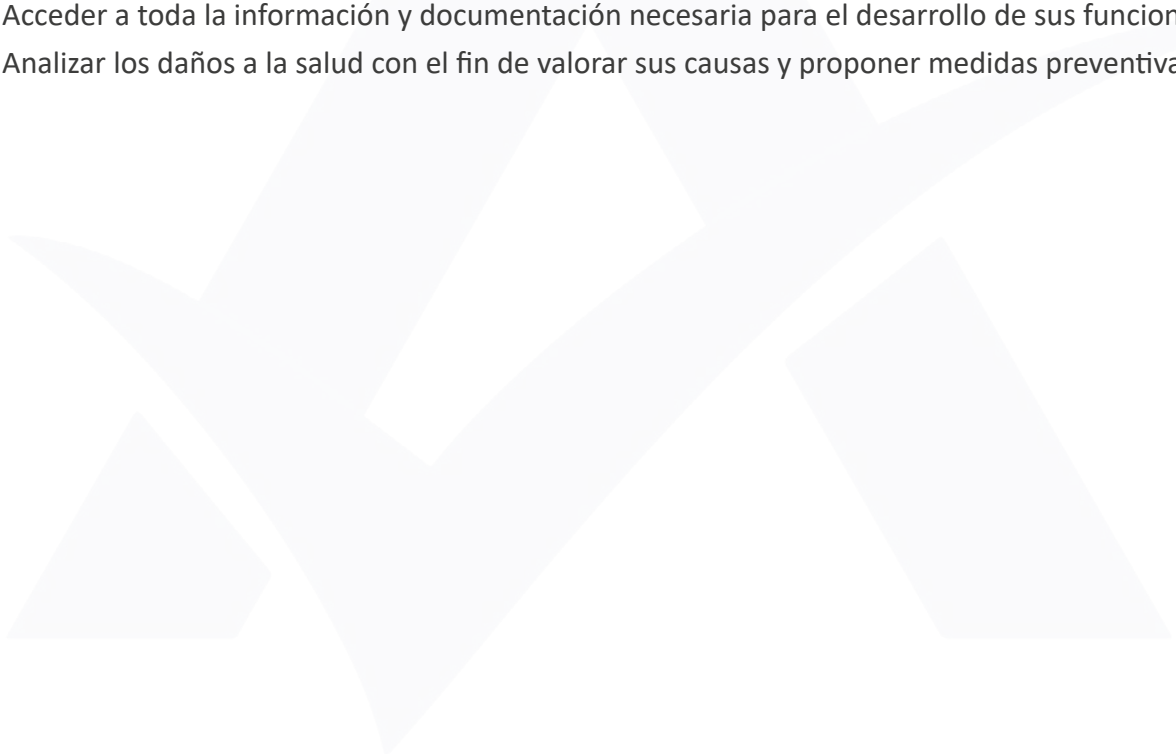 Acceder a toda la información y documentación necesaria para el desarrollo de sus funcion
Analizar los daños a la salud con el fin de valorar sus causas y proponer medidas preventiva